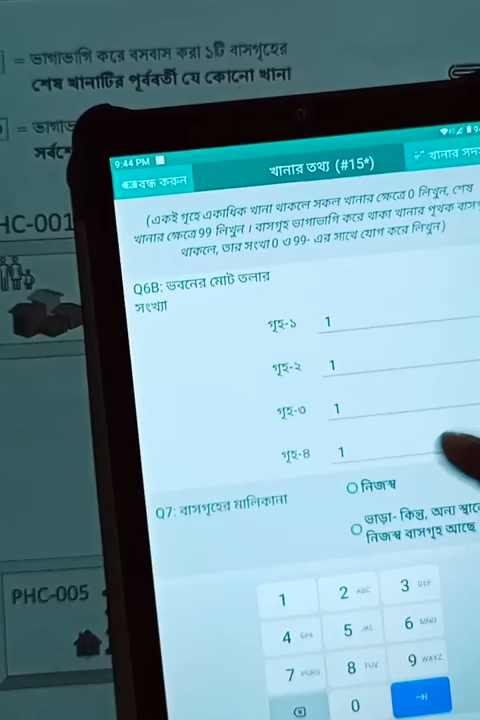 = ভাগাভাগি করে বসবাস করা ১টি বাসগৃহের
শেষ খানাটির পূর্ববর্তী যে কোনো খানা
= ভাগাভ
সর্বশে
HC-001
PHC-005
9:44 PM
বন্ধ করুন
খানার তথ্য (#15*)
খানার সদ
(একই গৃহে একাধিক খানা থাকলে সকল খানার ক্ষেত্রে 0 লিখুন, শেষ
খানার ক্ষেত্রে 99 লিখুন । বাসগৃহ ভাগাভাগি করে থাকা খানার পৃথক বাস
থাকলে, তার সংখ্যা 0 ও 99- এর সাথে যোগ করে লিখুন)
Q6B: ভবনের মোট তলার
সংখ্যা
গৃহ-১ 1
গৃহ-২ 1
গৃহ-৩ 1
গৃহ-৪ 1
Q7: বাসগৃহের মালিকানা
নিজস্ব
ভাড়া- কিন্তু, অন্য স্থানে
নিজস্ব বাসগৃহ আছে
1 2 ABC 3 DEF
4 GHI 5 JKL 6 MNO
7 PQRS 8 TUV 9 WXYZ
0